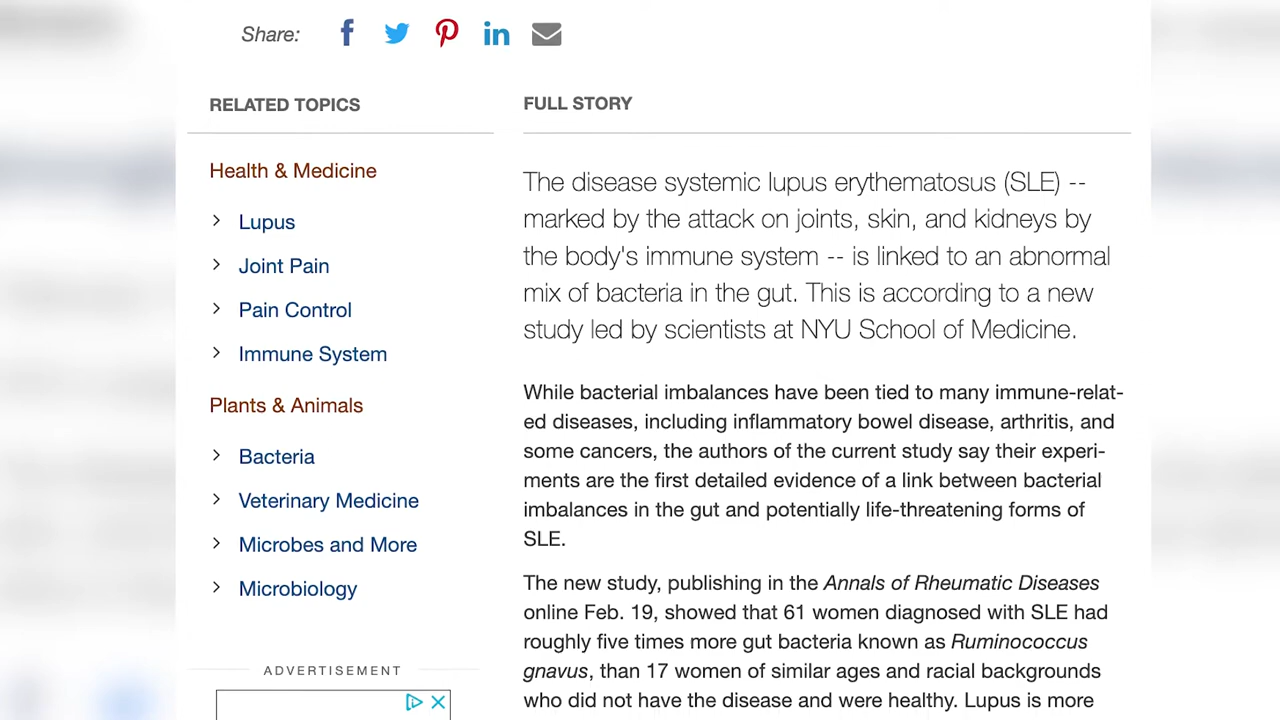 Share:
RELATED TOPICS
Health & Medicine
Lupus
Joint Pain
Pain Control
Immune System
Plants & Animals
Bacteria
Veterinary Medicine
Microbes and More
Microbiology
ADVERTISEMENT
FULL STORY
The disease systemic lupus erythematosus (SLE) --
marked by the attack on joints, skin, and kidneys by
the body's immune system -- is linked to an abnormal
mix of bacteria in the gut. This is according to a new
study led by scientists at NYU School of Medicine.
While bacterial imbalances have been tied to many immune-relat-
ed diseases, including inflammatory bowel disease, arthritis, and
some cancers, the authors of the current study say their experi-
ments are the first detailed evidence of a link between bacterial
imbalances in the gut and potentially life-threatening forms of
SLE.
The new study, publishing in the Annals of Rheumatic Diseases
online Feb. 19, showed that 61 women diagnosed with SLE had
roughly five times more gut bacteria known as Ruminococcus
gnavus, than 17 women of similar ages and racial backgrounds
who did not have the disease and were healthy. Lupus is more